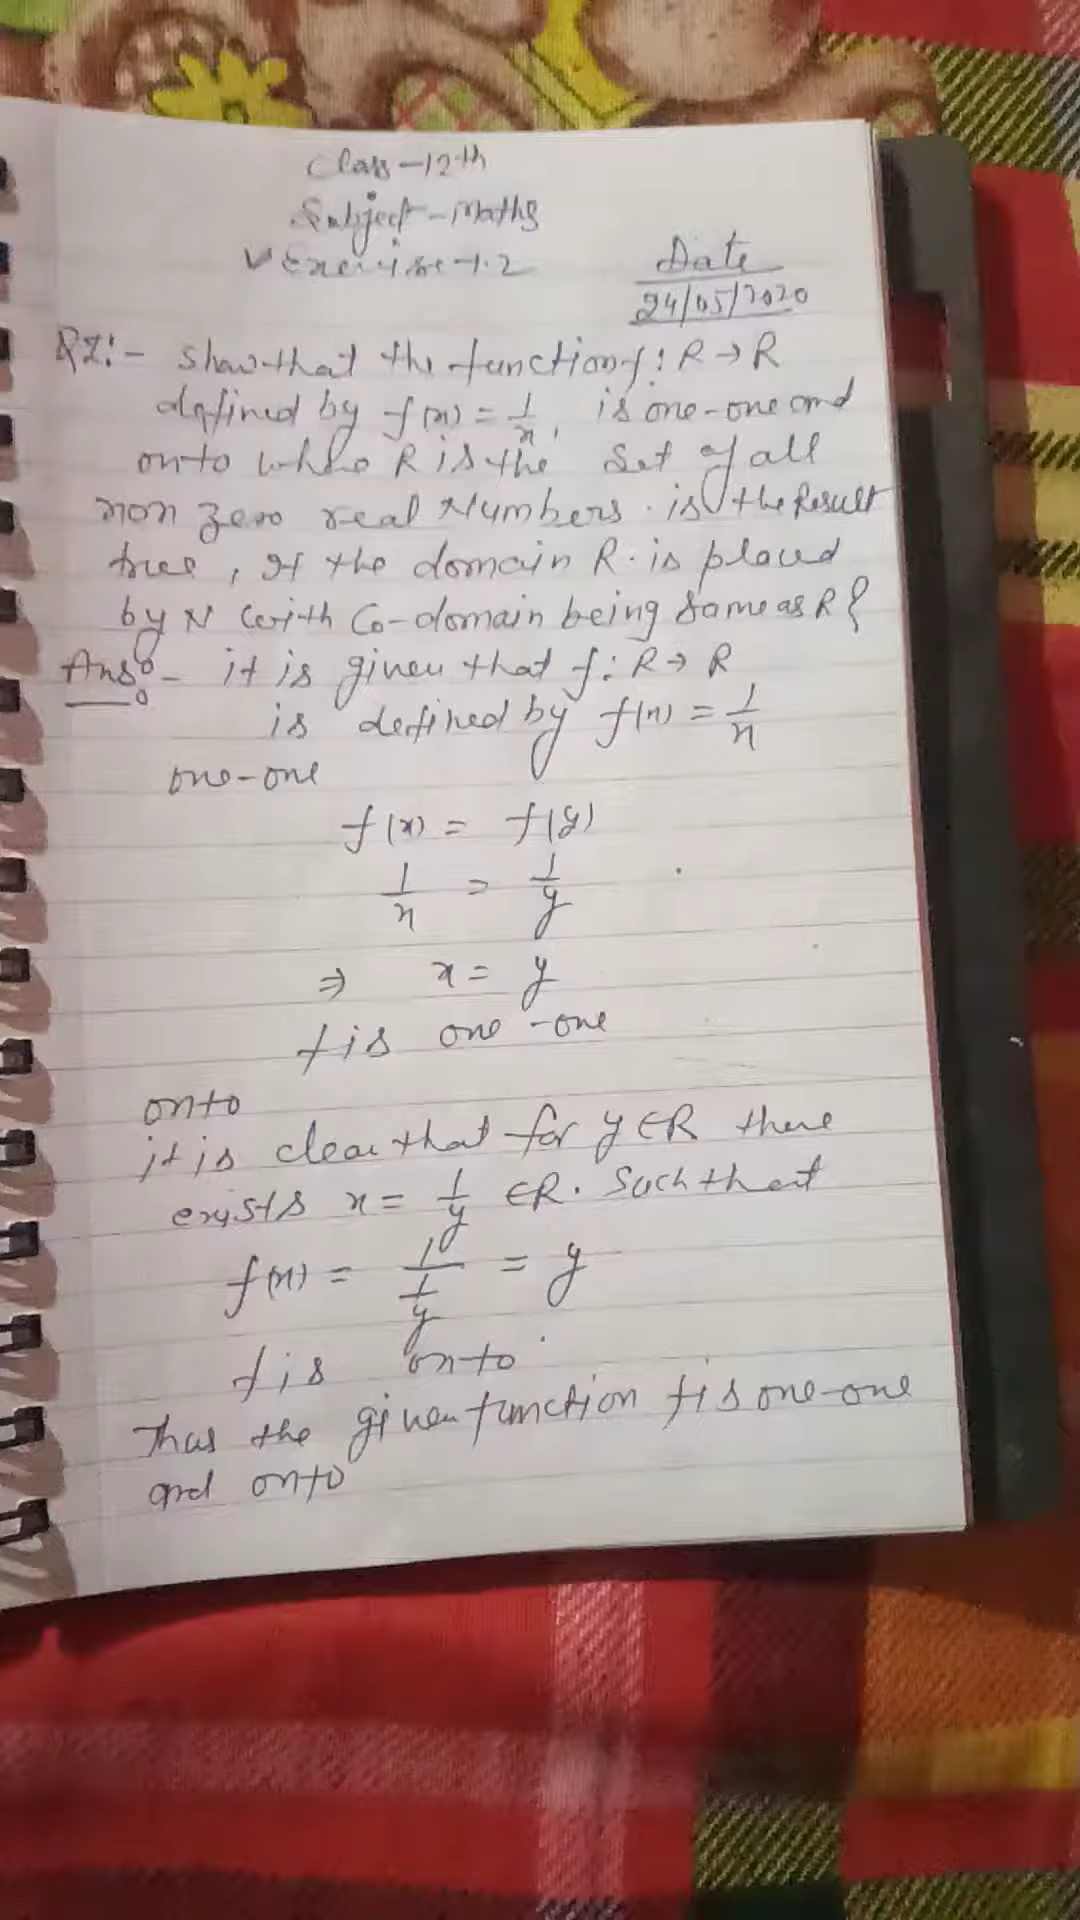 Class-12th
Subject-Maths
✓ Exercise-1.2
Date
24/05/2020
Q1:- Show that the function f: R→R
defined by f(x) = 1/x, is one-one and
onto where R is the set of all
non zero real Numbers. is the Result
true, If the domain R. is placed
by N with Co-domain being same as R?
Ans:- it is given that f: R→R
is defined by f(x) = 1/x
one-one
f(x) = f(y)
1/x = 1/y
⇒ x = y
f is one-one
onto
it is clear that for y∈R there
exists x = 1/y ∈R. Such that
f(x) = 1/(1/y) = y
f is onto
Thus the given function f is one-one
and onto